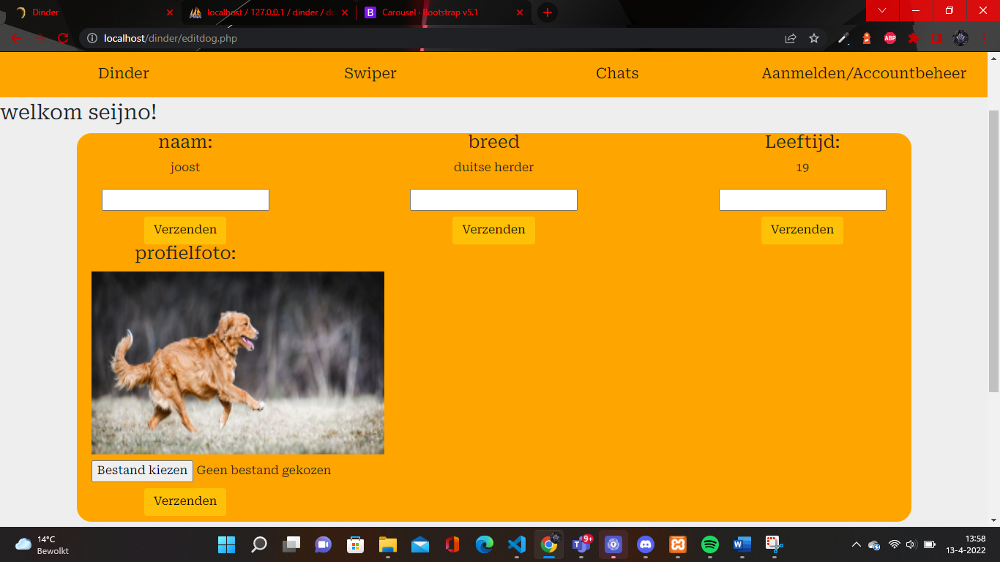 Dinder
localhost / 127.0.0.1 / dinder / d
Carousel · Bootstrap v5.1
localhost/dinder/editdog.php
ABP
Dinder Swiper Chats Aanmelden/Accountbeheer
welkom seijno!
naam: breed Leeftijd:
joost duitse herder 19
Verzenden Verzenden Verzenden
profielfoto:
Bestand kiezen Geen bestand gekozen
Verzenden
14°C
Bewolkt
9+
13:58
13-4-2022